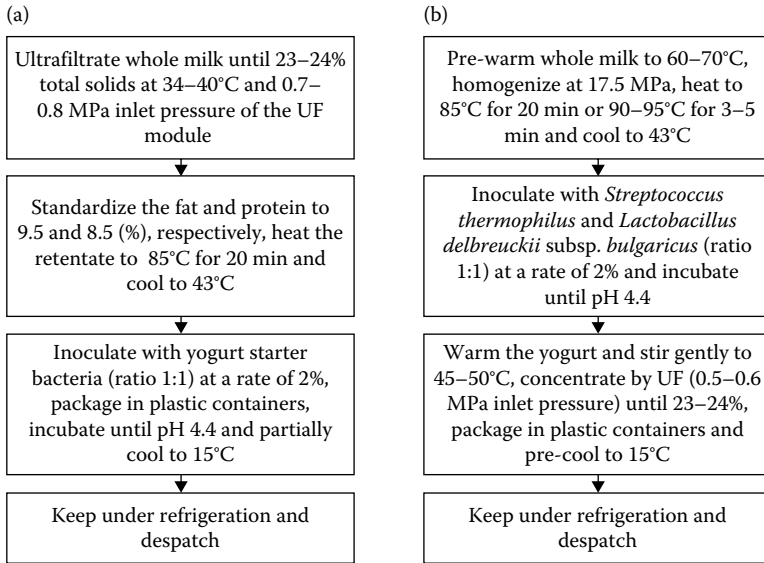 (a)
Ultrafiltrate whole milk until 23–24%
total solids at 34–40°C and 0.7–
0.8 MPa inlet pressure of the UF
module
Standardize the fat and protein to
9.5 and 8.5 (%), respectively, heat the
retentate to 85°C for 20 min and
cool to 43°C
Inoculate with yogurt starter
bacteria (ratio 1:1) at a rate of 2%,
package in plastic containers,
incubate until pH 4.4 and partially
cool to 15°C
Keep under refrigeration and
despatch
(b)
Pre-warm whole milk to 60–70°C,
homogenize at 17.5 MPa, heat to
85°C for 20 min or 90–95°C for 3–5
min and cool to 43°C
Inoculate with Streptococcus
thermophilus and Lactobacillus
delbreuckii subsp. bulgaricus (ratio
1:1) at a rate of 2% and incubate
until pH 4.4
Warm the yogurt and stir gently to
45–50°C, concentrate by UF (0.5–0.6
MPa inlet pressure) until 23–24%,
package in plastic containers and
pre-cool to 15°C
Keep under refrigeration and
despatch